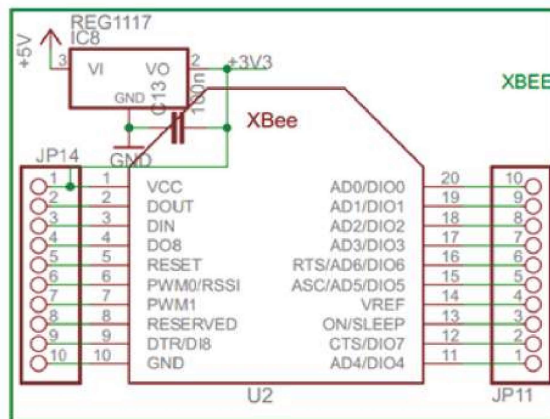 REG1117
IC8
+5V
3 VI VO 2
+3V3
GND
C13
100n
GND
XBee
XBEE
JP14
1 1 VCC AD0/DIO0 20 10
2 2 DOUT AD1/DIO1 19 9
3 3 DIN AD2/DIO2 18 8
4 4 DO8 AD3/DIO3 17 7
5 5 RESET RTS/AD6/DIO6 16 6
6 6 PWM0/RSSI ASC/AD5/DIO5 15 5
7 7 PWM1 VREF 14 4
8 8 RESERVED ON/SLEEP 13 3
9 9 DTR/DI8 CTS/DIO7 12 2
10 10 GND AD4/DIO4 11 1
U2
JP11